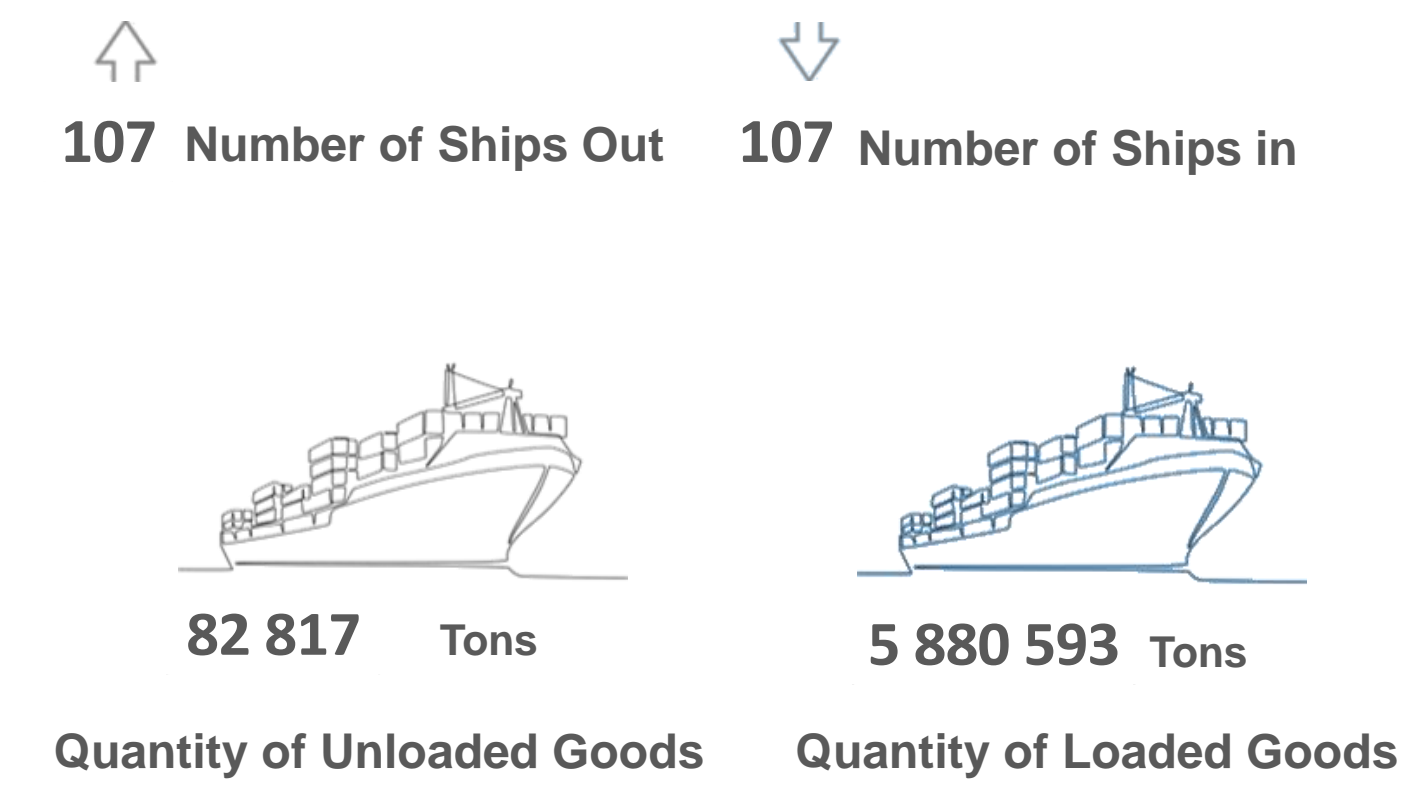 107 Number of Ships Out
107 Number of Ships in
82 817 Tons
5 880 593 Tons
Quantity of Unloaded Goods
Quantity of Loaded Goods